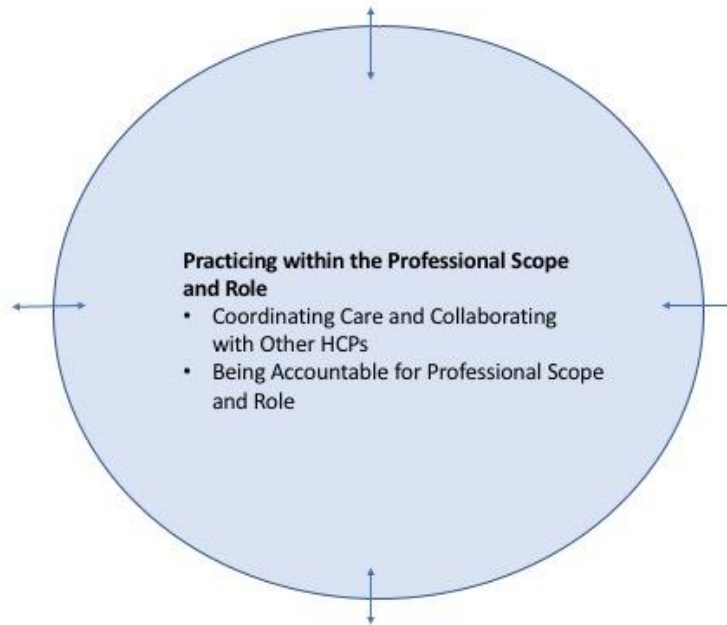 Practicing within the Professional Scope
and Role
• Coordinating Care and Collaborating
with Other HCPs
• Being Accountable for Professional Scope
and Role